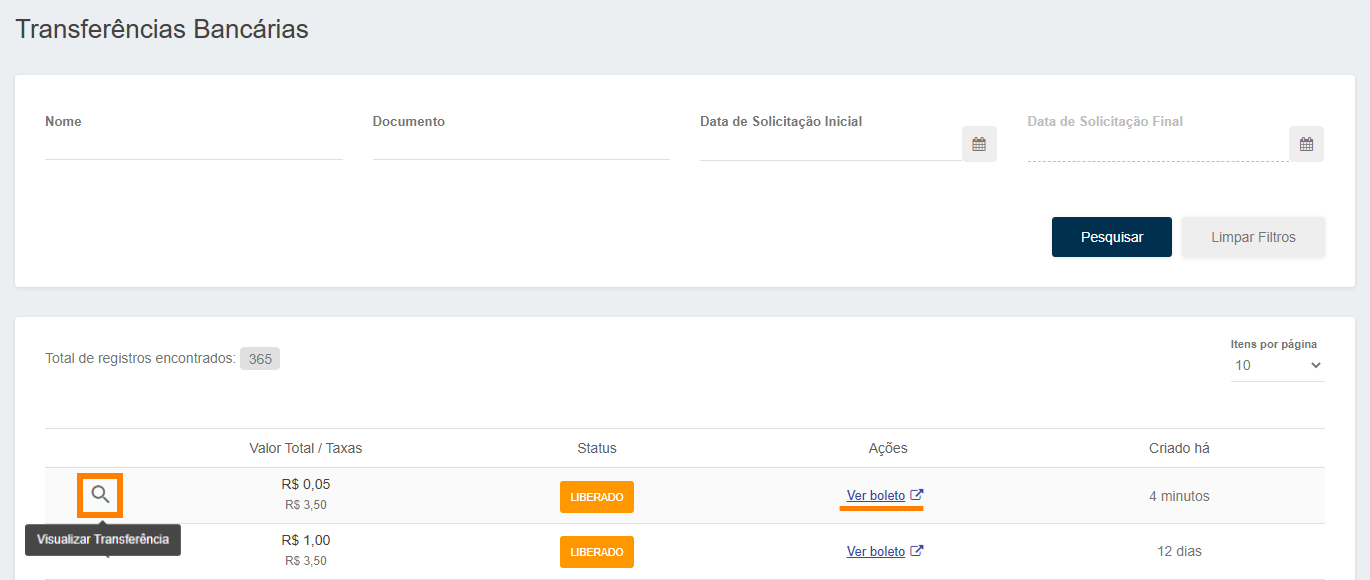 Transferências Bancárias
Nome
Documento
Data de Solicitação Inicial
Data de Solicitação Final
Pesquisar
Limpar Filtros
Total de registros encontrados: 365
Itens por página
10
Valor Total / Taxas
Status
Ações
Criado há
R$ 0,05
R$ 3,50
LIBERADO
Ver boleto
4 minutos
Visualizar Transferência
R$ 1,00
R$ 3,50
LIBERADO
Ver boleto
12 dias